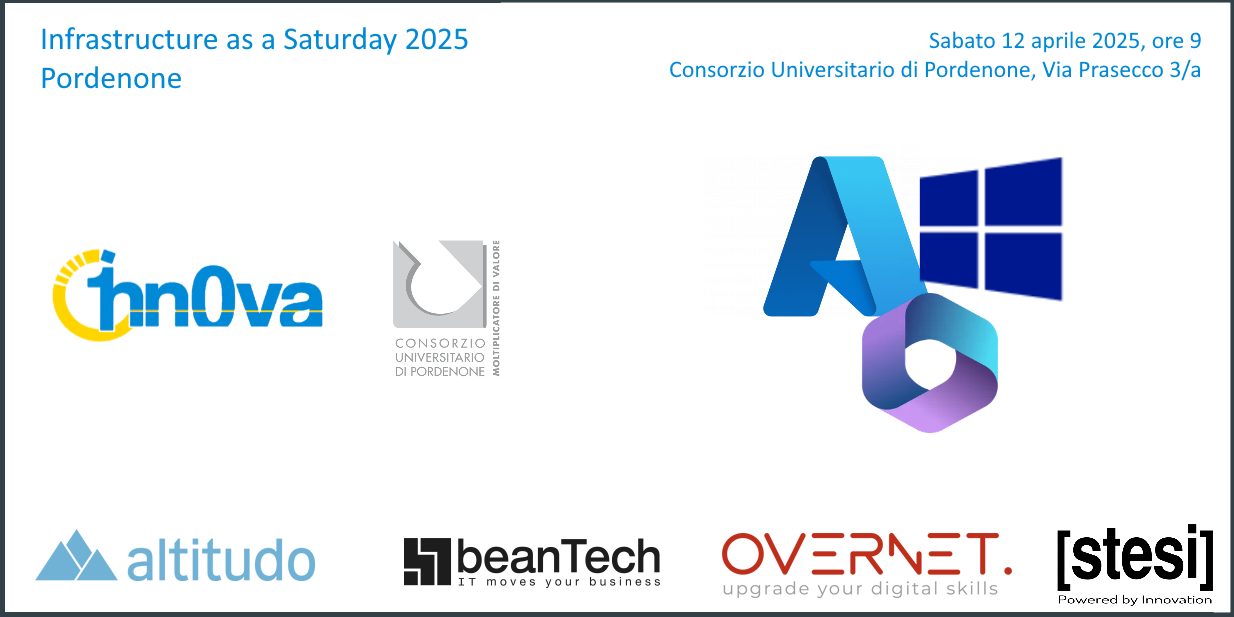 Infrastructure as a Saturday 2025
Pordenone
Sabato 12 aprile 2025, ore 9
Consorzio Universitario di Pordenone, Via Prasecco 3/a
1nn0va
CONSORZIO
UNIVERSITARIO
DI PORDENONE
MOLTIPLICATORE DI VALORE
altitudo
beanTech
IT moves your business
OVERNET.
upgrade your digital skills
[stesi]
Powered by Innovation